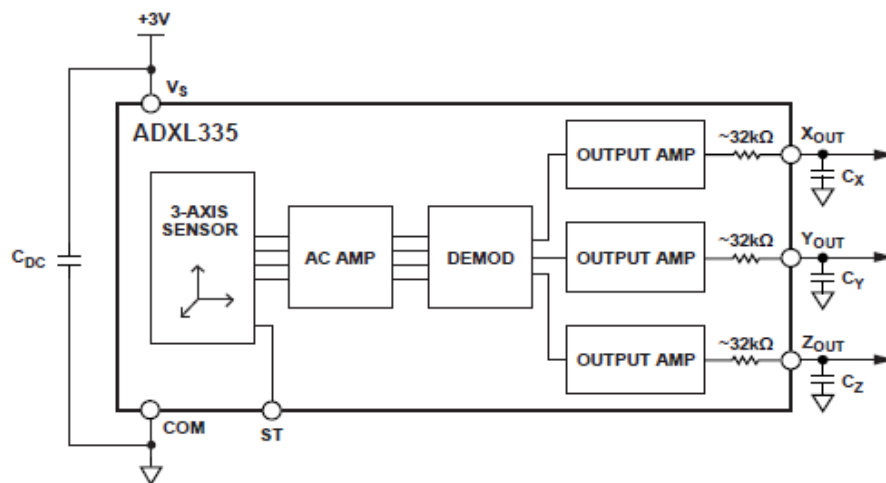 +3V
VS
ADXL335
3-AXIS
SENSOR
AC AMP
DEMOD
OUTPUT AMP
~32kΩ
XOUT
CX
OUTPUT AMP
~32kΩ
YOUT
CY
OUTPUT AMP
~32kΩ
ZOUT
CZ
CDC
COM
ST